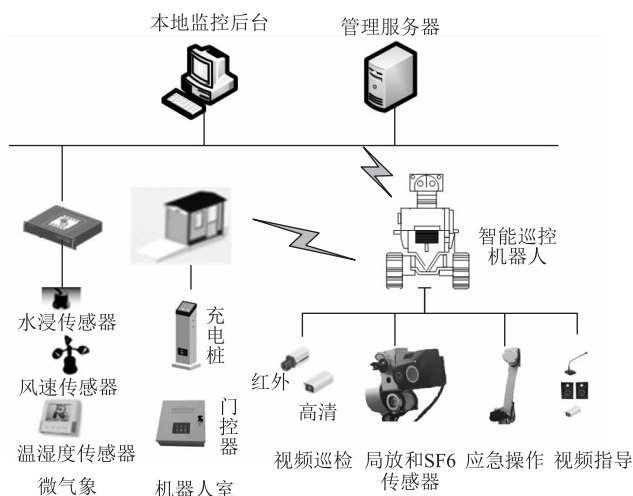 本地监控后台
管理服务器
智能巡控
机器人
水浸传感器
风速传感器
温湿度传感器
微气象
充电桩
门控器
机器人室
红外
高清
视频巡检
局放和SF6
传感器
应急操作
视频指导